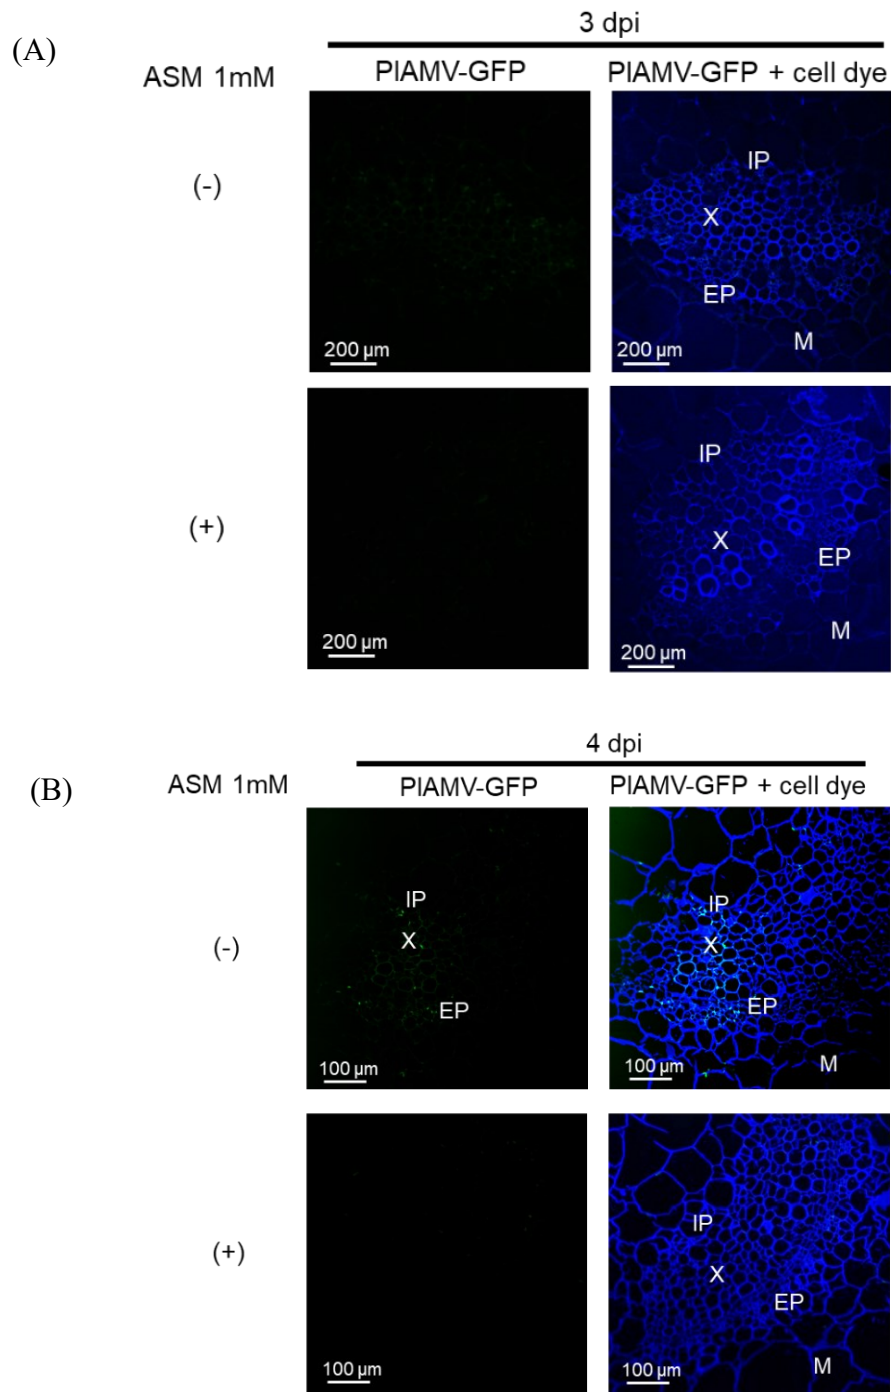 (A)
3 dpi
ASM 1mM
PlAMV-GFP
PlAMV-GFP + cell dye
(-)
IP
X
EP
M
200 µm
200 µm
(+)
IP
X
EP
M
200 µm
200 µm
(B)
4 dpi
ASM 1mM
PlAMV-GFP
PlAMV-GFP + cell dye
(-)
IP
X
EP
100 µm
IP
X
EP
M
100 µm
(+)
IP
X
EP
M
100 µm
100 µm